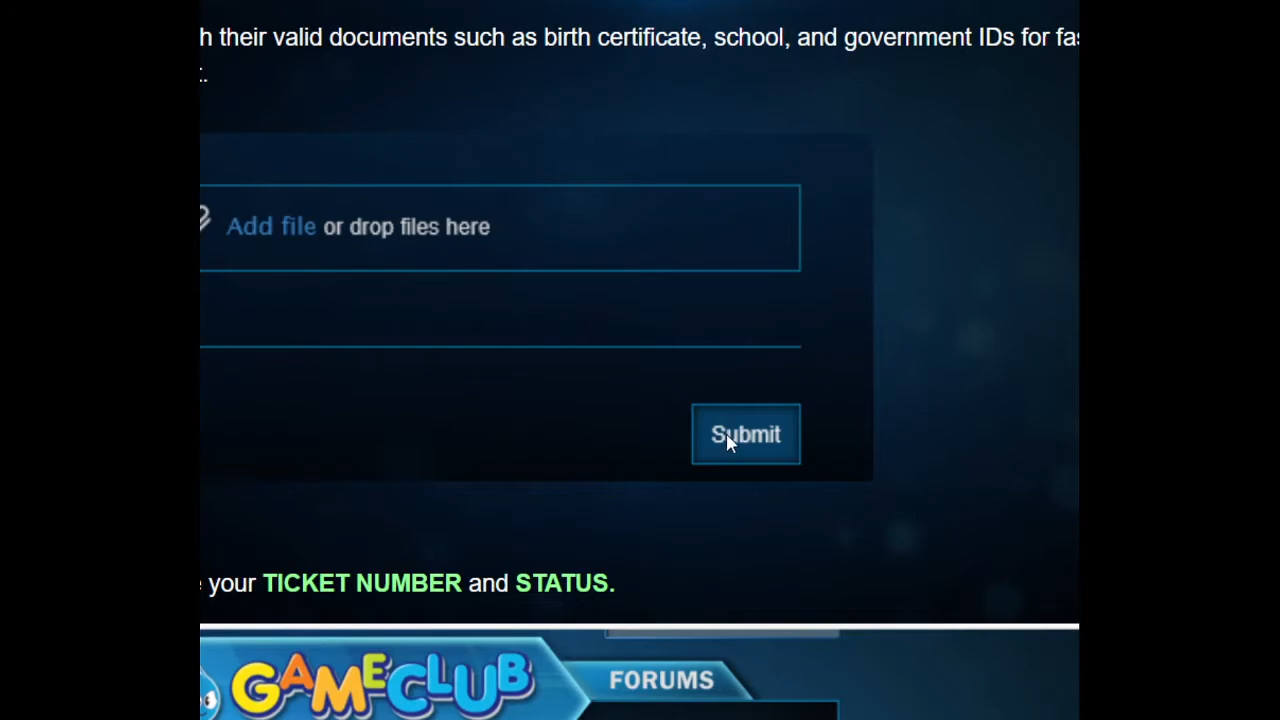 h their valid documents such as birth certificate, school, and government IDs for fas
t.
Add file or drop files here
Submit
your TICKET NUMBER and STATUS.
GAMECLUB
FORUMS